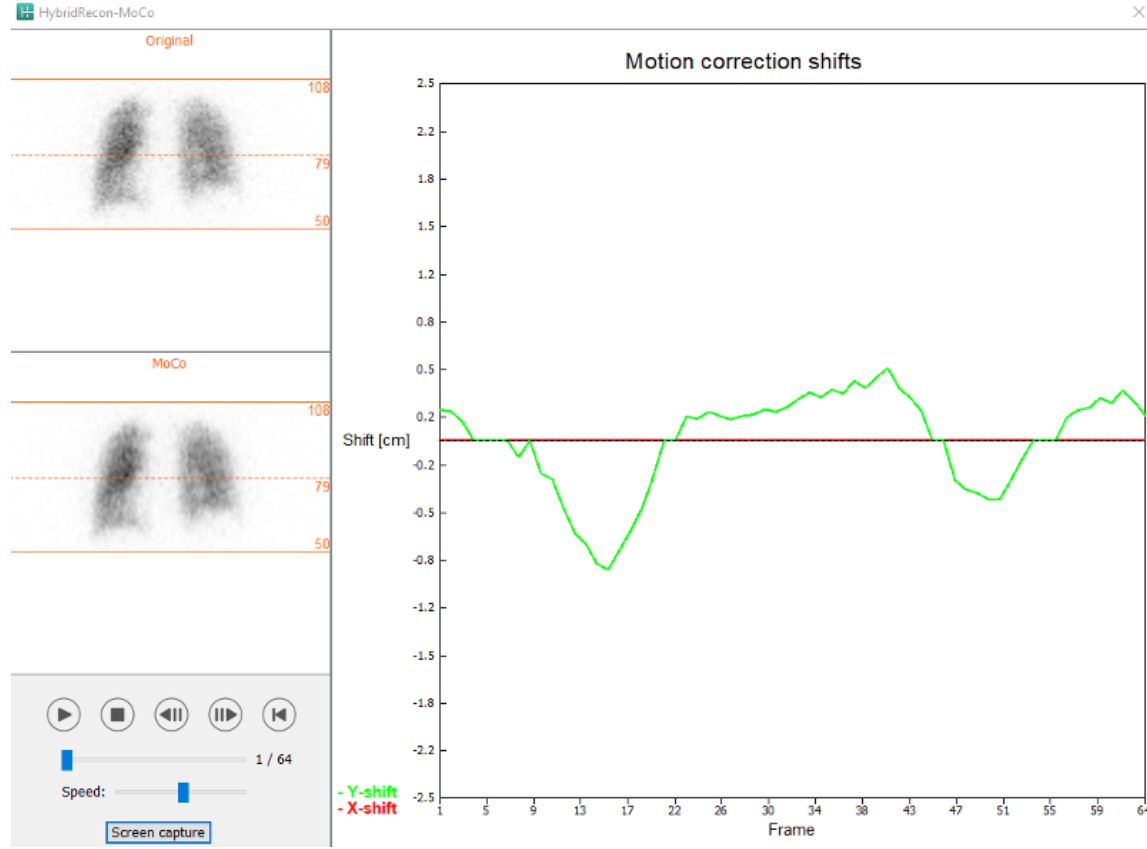 HybridRecon-MoCo
Original
108
79
50
MoCo
108
79
50
1 / 64
Speed:
Screen capture
Motion correction shifts
2.5
2.2
1.8
1.5
1.2
0.8
0.5
0.2
Shift [cm]
-0.2
-0.5
-0.8
-1.2
-1.5
-1.8
-2.2
-2.5
- Y-shift
- X-shift
1 5 9 13 17 22 26 30 34 38 43 47 51 55 59 64
Frame